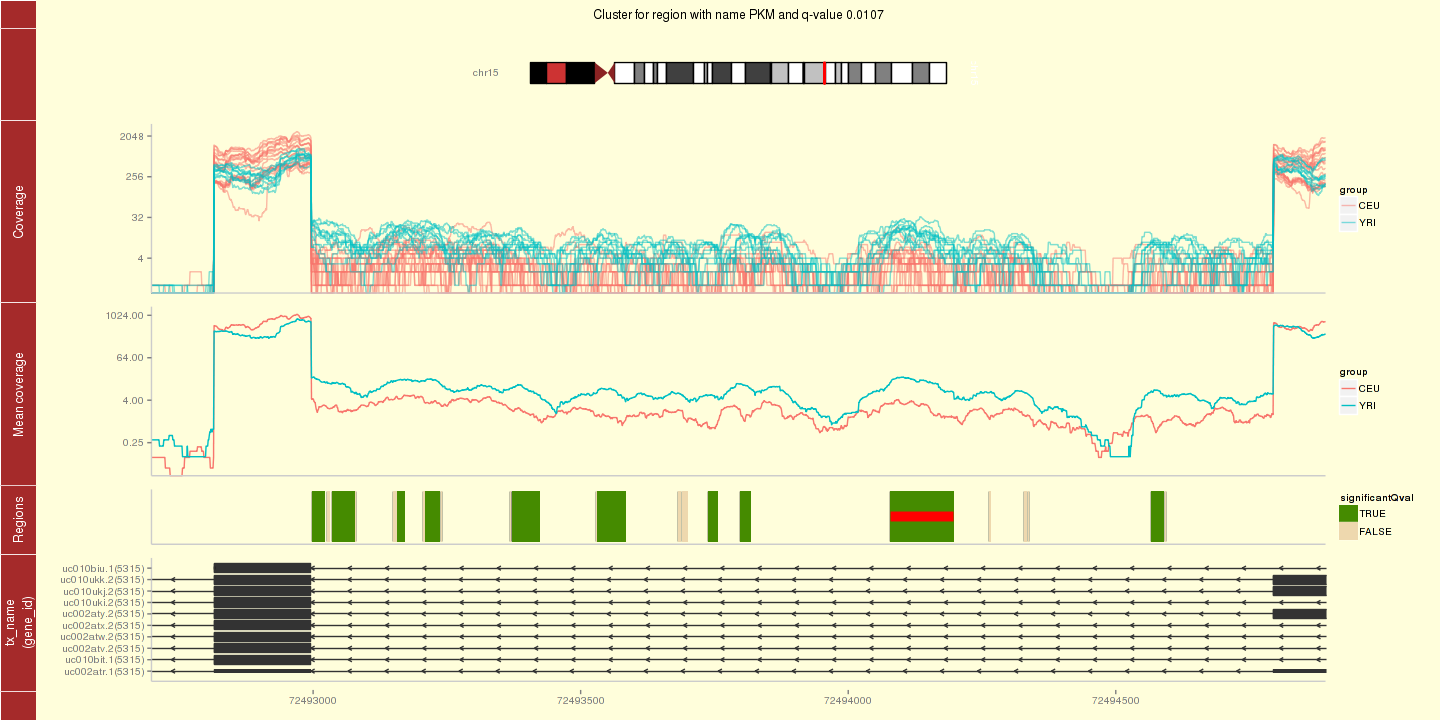 Cluster for region with name PKM and q-value 0.0107
chr15
Coverage
2048
256
32
4
group
CEU
YRI
Mean coverage
1024.00
64.00
4.00
0.25
group
CEU
YRI
Regions
significantQval
TRUE
FALSE
tx_name
(gene_id)
uc010biu.1(5315)
uc010ukk.2(5315)
uc010ukj.2(5315)
uc010uki.2(5315)
uc002aty.2(5315)
uc002atx.2(5315)
uc002atw.2(5315)
uc002atv.2(5315)
uc010bit.1(5315)
uc002atr.1(5315)
72493000
72493500
72494000
72494500